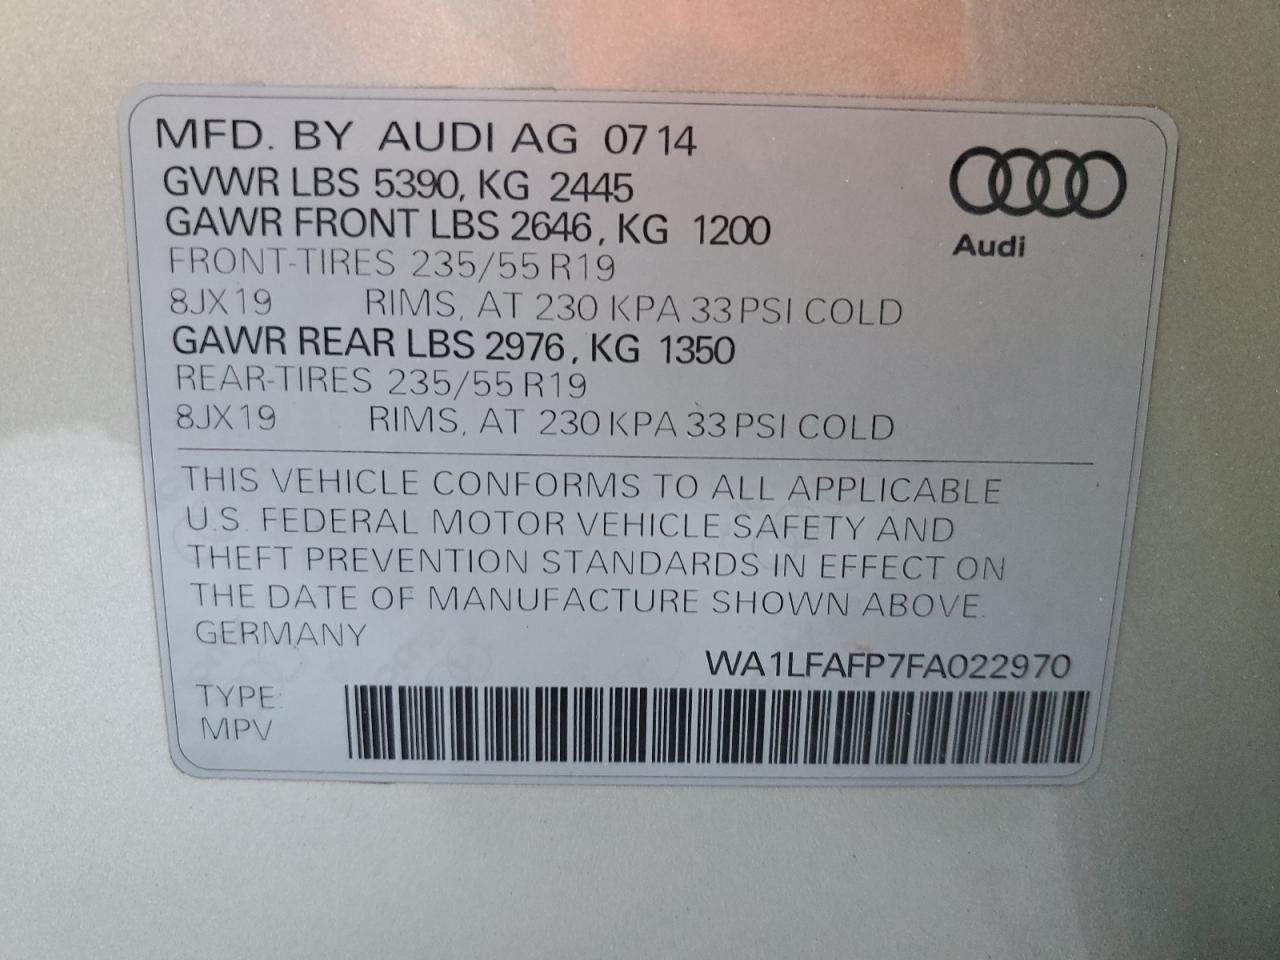 MFD. BY AUDI AG 07 14
GVWR LBS 5390, KG 2445
GAWR FRONT LBS 2646, KG 1200
FRONT-TIRES 235/55 R19
8JX19 RIMS, AT 230 KPA 33 PSI COLD
GAWR REAR LBS 2976, KG 1350
REAR-TIRES 235/55 R19
8JX19 RIMS, AT 230 KPA 33 PSI COLD
Audi
THIS VEHICLE CONFORMS TO ALL APPLICABLE
U.S. FEDERAL MOTOR VEHICLE SAFETY AND
THEFT PREVENTION STANDARDS IN EFFECT ON
THE DATE OF MANUFACTURE SHOWN ABOVE.
GERMANY
WA1LFAFP7FA022970
TYPE:
MPV